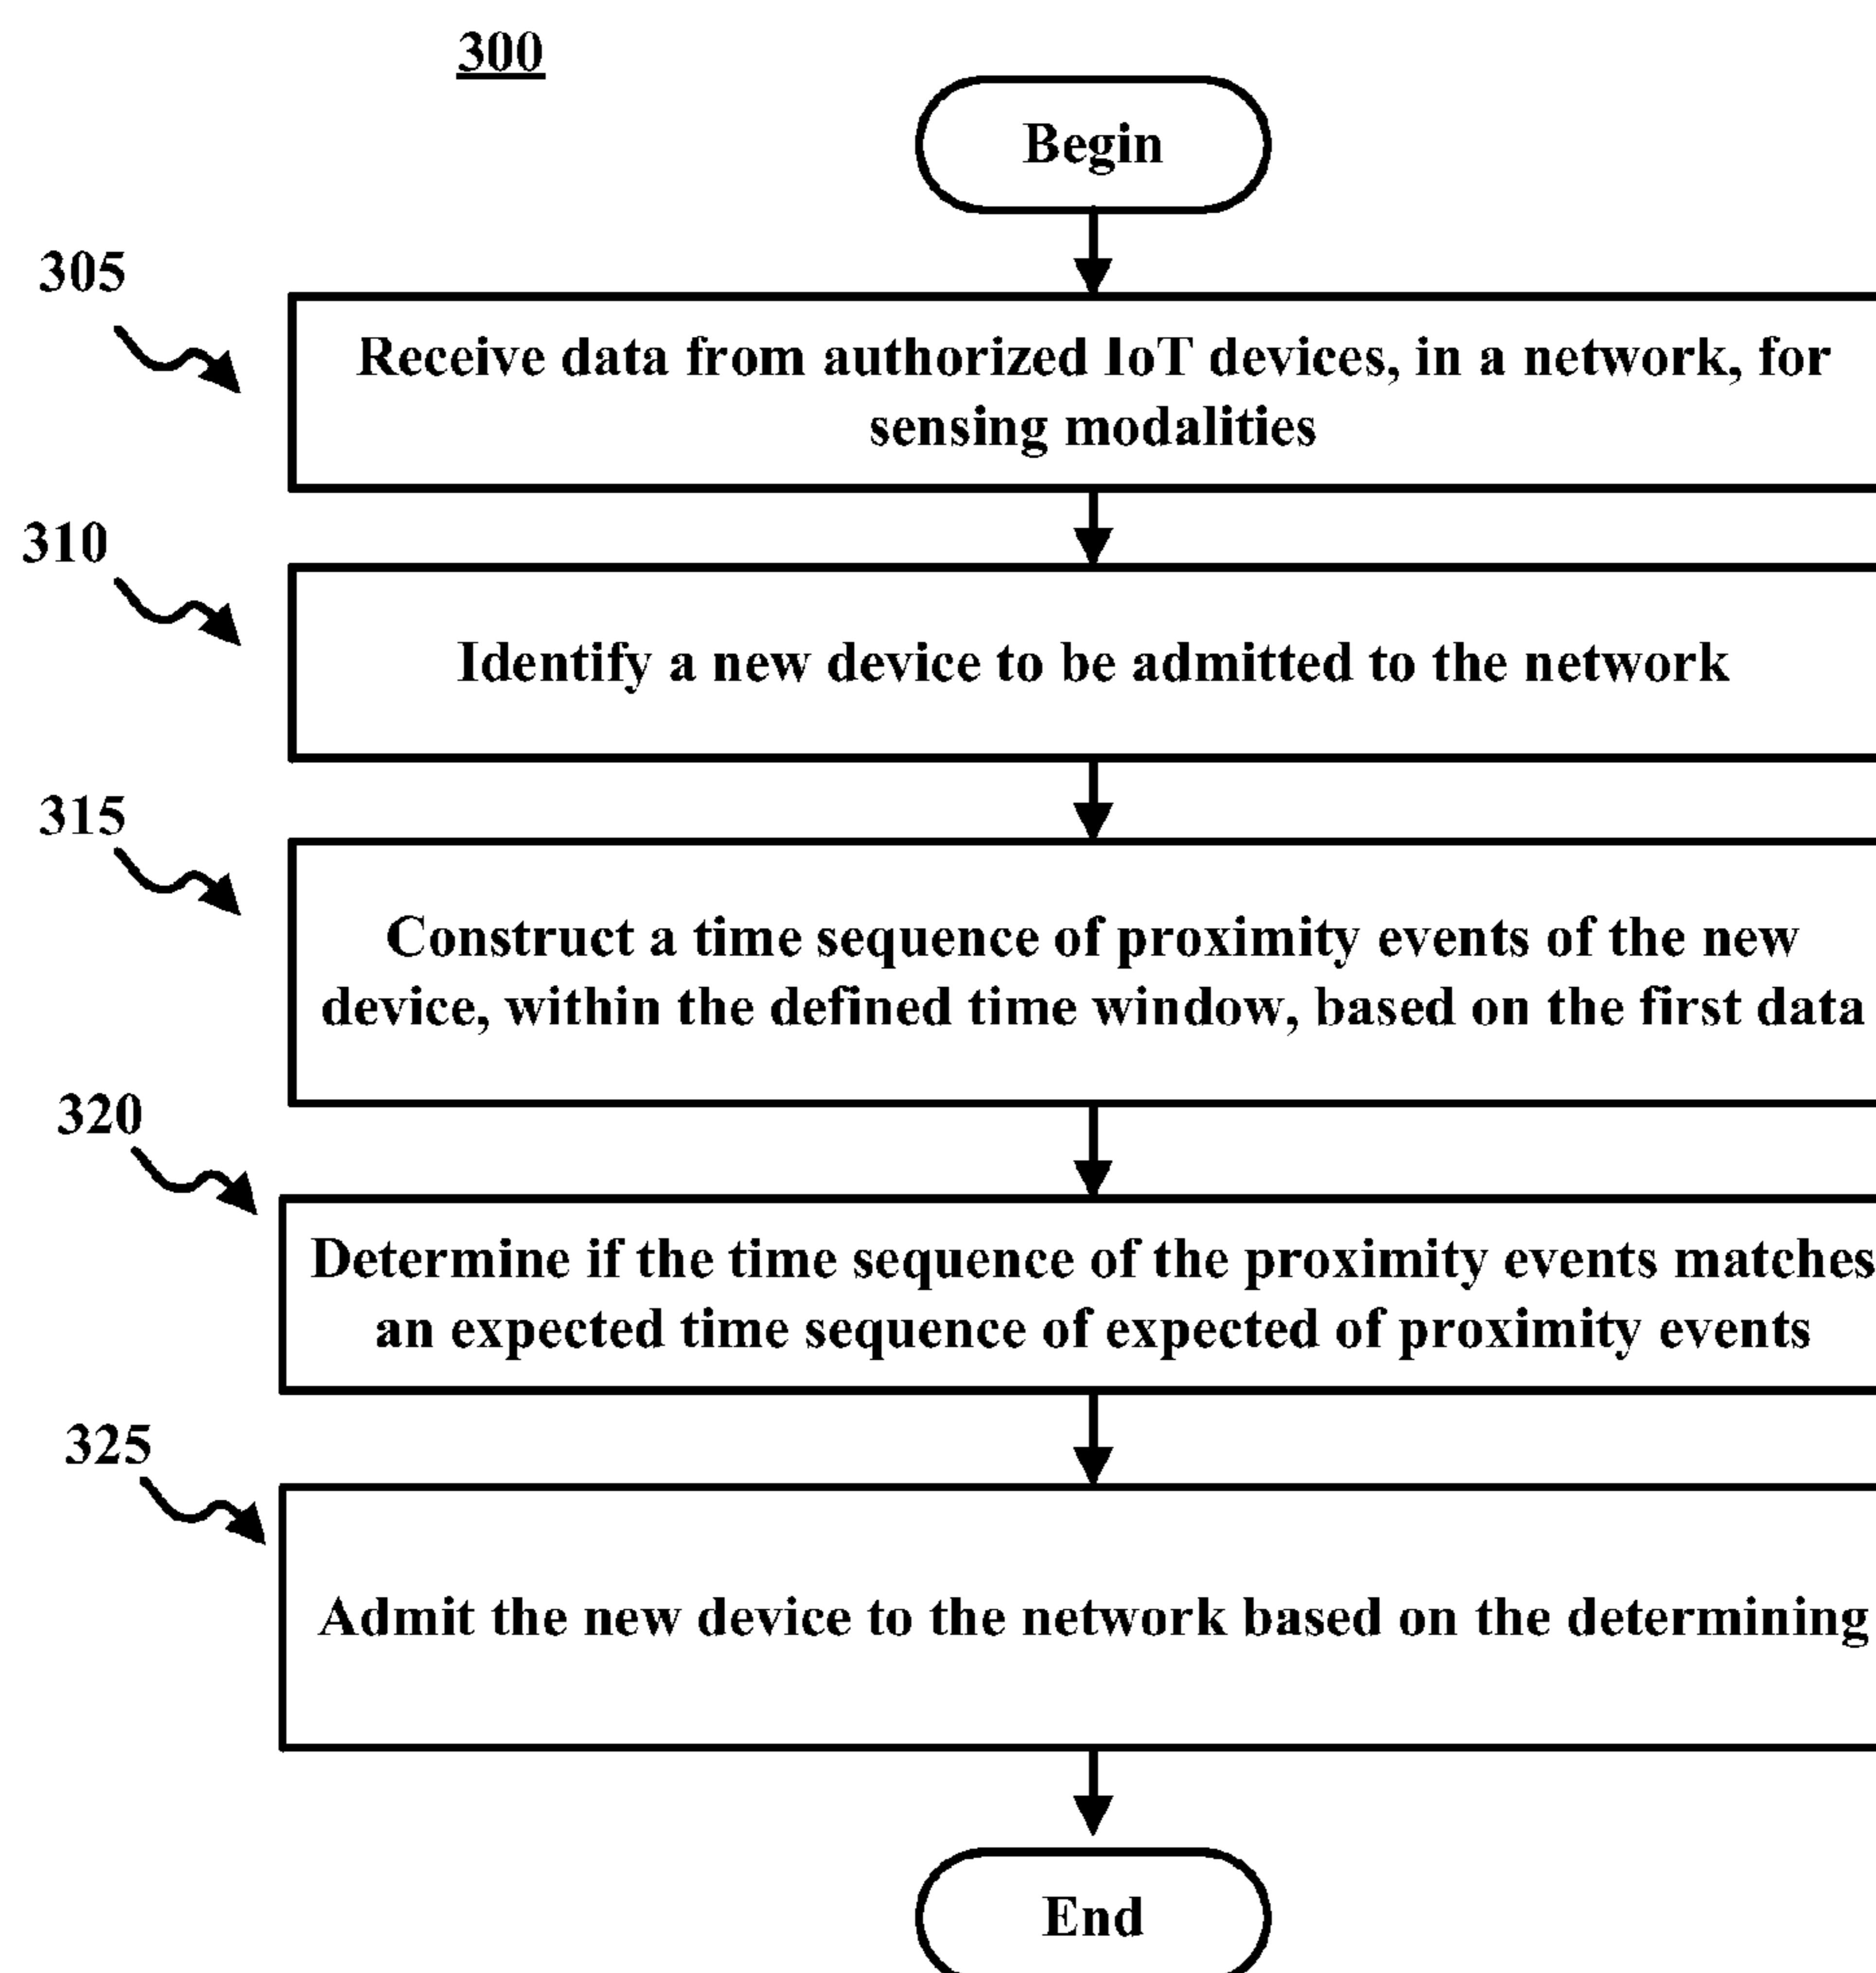 300
Begin
305
Receive data from authorized IoT devices, in a network, for
sensing modalities
310
Identify a new device to be admitted to the network
315
Construct a time sequence of proximity events of the new
device, within the defined time window, based on the first data
320
Determine if the time sequence of the proximity events matches
an expected time sequence of expected of proximity events
325
Admit the new device to the network based on the determining
End